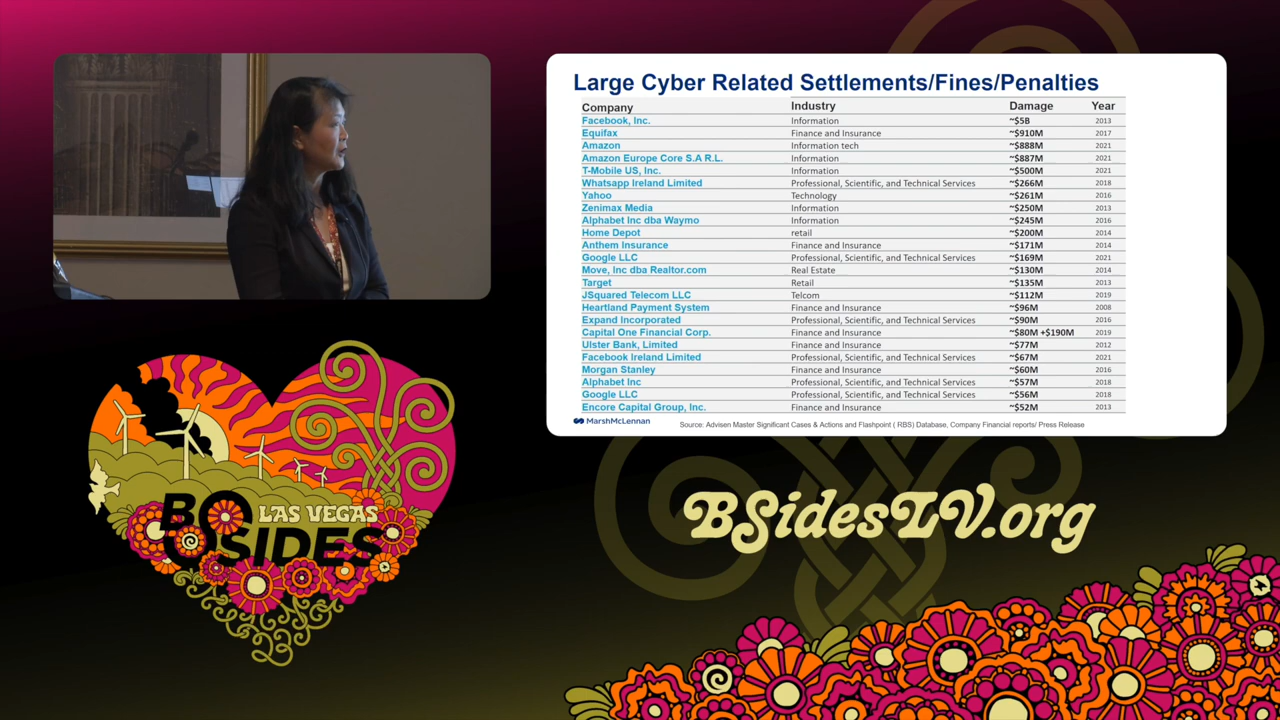 Large Cyber Related Settlements/Fines/Penalties
Company Industry Damage Year
Facebook, Inc. Information ~$5B 2013
Equifax Finance and Insurance ~$910M 2017
Amazon Information tech ~$888M 2021
Amazon Europe Core S.A R.L. Information ~$887M 2021
T-Mobile US, Inc. Information ~$500M 2021
Whatsapp Ireland Limited Professional, Scientific, and Technical Services ~$266M 2018
Yahoo Technology ~$261M 2016
Zenimax Media Information ~$250M 2013
Alphabet Inc dba Waymo Information ~$245M 2016
Home Depot retail ~$200M 2014
Anthem Insurance Finance and Insurance ~$171M 2014
Google LLC Professional, Scientific, and Technical Services ~$169M 2021
Move, Inc dba Realtor.com Real Estate ~$130M 2014
Target Retail ~$135M 2013
JSquared Telecom LLC Telcom ~$112M 2019
Heartland Payment System Finance and Insurance ~$96M 2008
Expand Incorporated Professional, Scientific, and Technical Services ~$90M 2016
Capital One Financial Corp. Finance and Insurance ~$80M +$190M 2019
Ulster Bank, Limited Finance and Insurance ~$77M 2012
Facebook Ireland Limited Professional, Scientific, and Technical Services ~$67M 2021
Morgan Stanley Finance and Insurance ~$60M 2016
Alphabet Inc Professional, Scientific, and Technical Services ~$57M 2018
Google LLC Professional, Scientific, and Technical Services ~$56M 2018
Encore Capital Group, Inc. Finance and Insurance ~$52M 2013
MarshMcLennan Source: Advisen Master Significant Cases & Actions and Flashpoint ( RBS) Database, Company Financial reports/ Press Release
BSidesLV.org
BO LAS VEGAS
SIDES
23